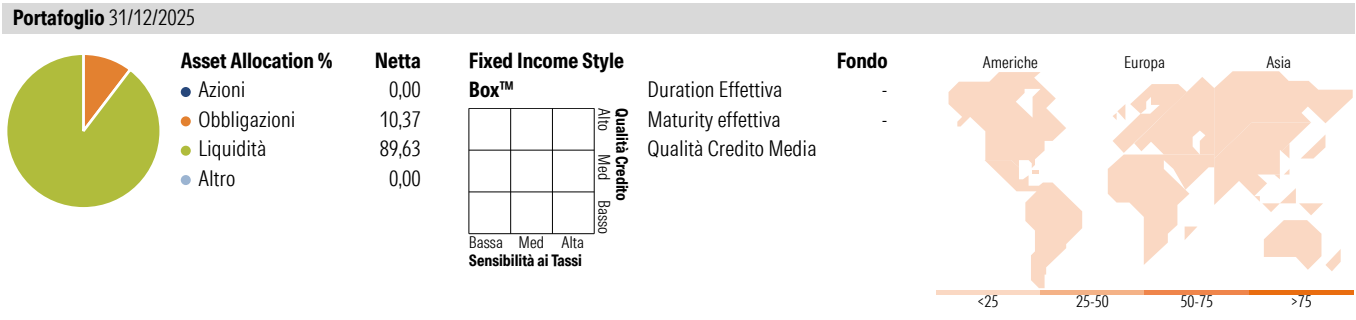 Portafoglio 31/12/2025
Asset Allocation % Netta
Azioni 0,00
Obbligazioni 10,37
Liquidità 89,63
Altro 0,00
Fixed Income Style
Box™
Qualità Credito
Alto Med Basso
Bassa Med Alta
Sensibilità ai Tassi
Fondo
Duration Effettiva -
Maturity effettiva -
Qualità Credito Media
Americhe Europa Asia
<25 25-50 50-75 >75